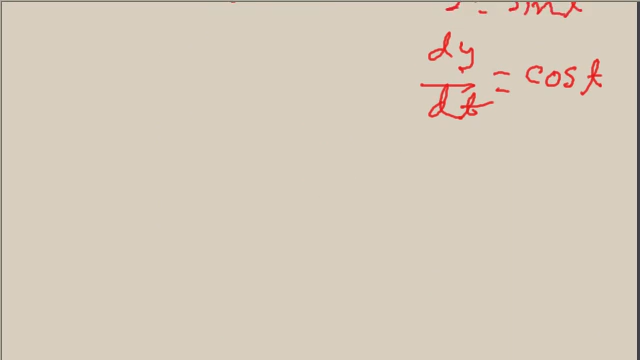 dy
dt = cos t